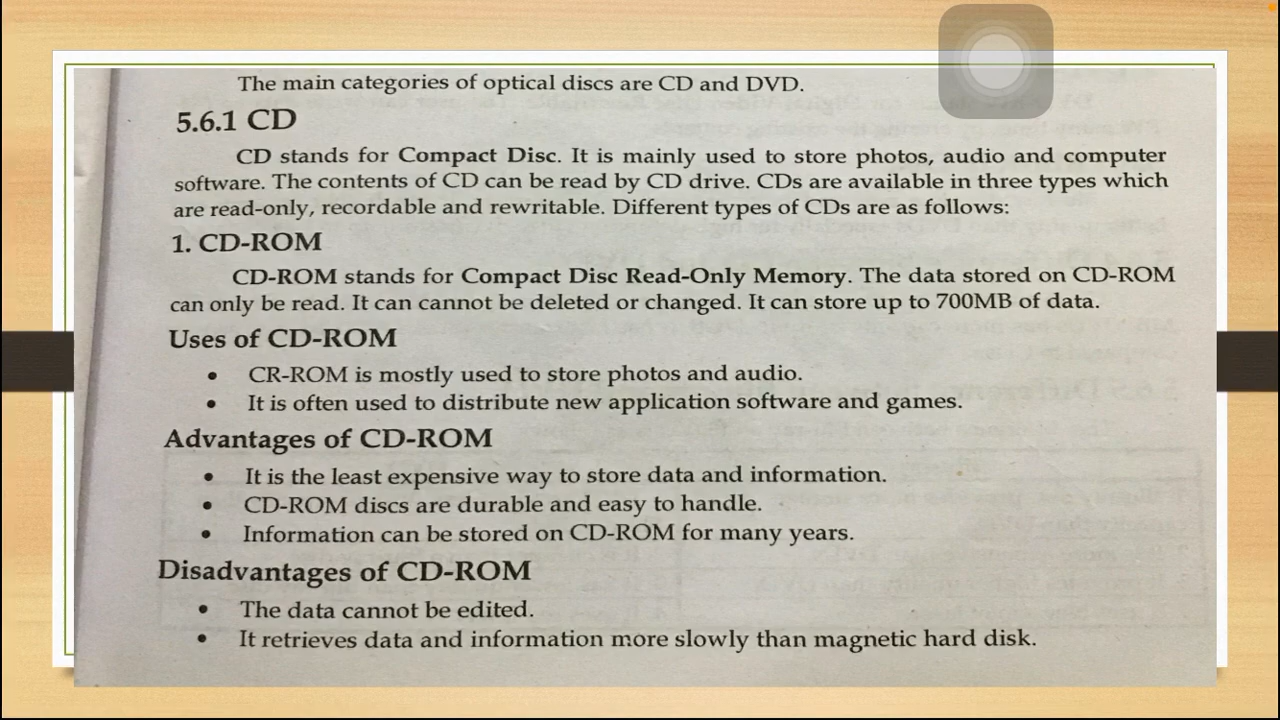 The main categories of optical discs are CD and DVD.
5.6.1 CD
CD stands for Compact Disc. It is mainly used to store photos, audio and computer
software. The contents of CD can be read by CD drive. CDs are available in three types which
are read-only, recordable and rewritable. Different types of CDs are as follows:
1. CD-ROM
CD-ROM stands for Compact Disc Read-Only Memory. The data stored on CD-ROM
can only be read. It can cannot be deleted or changed. It can store up to 700MB of data.
Uses of CD-ROM
• CR-ROM is mostly used to store photos and audio.
• It is often used to distribute new application software and games.
Advantages of CD-ROM
• It is the least expensive way to store data and information.
• CD-ROM discs are durable and easy to handle.
• Information can be stored on CD-ROM for many years.
Disadvantages of CD-ROM
• The data cannot be edited.
• It retrieves data and information more slowly than magnetic hard disk.